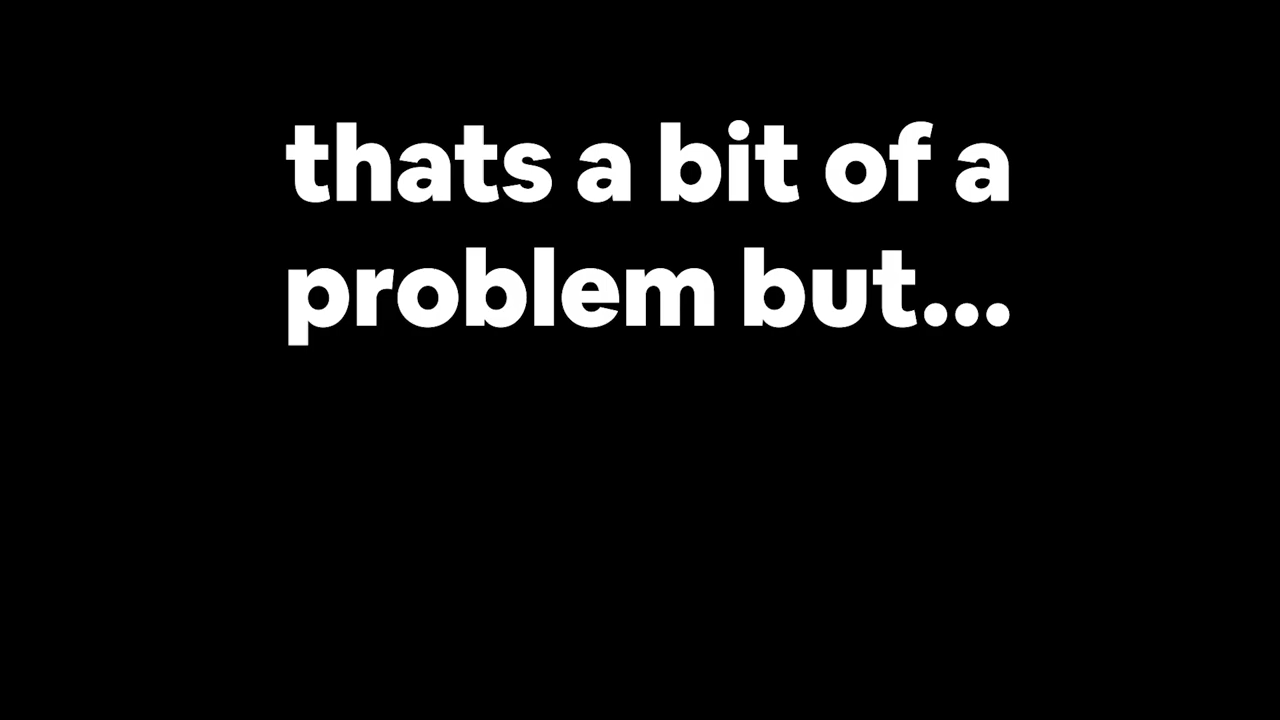 thats a bit of a
problem but...